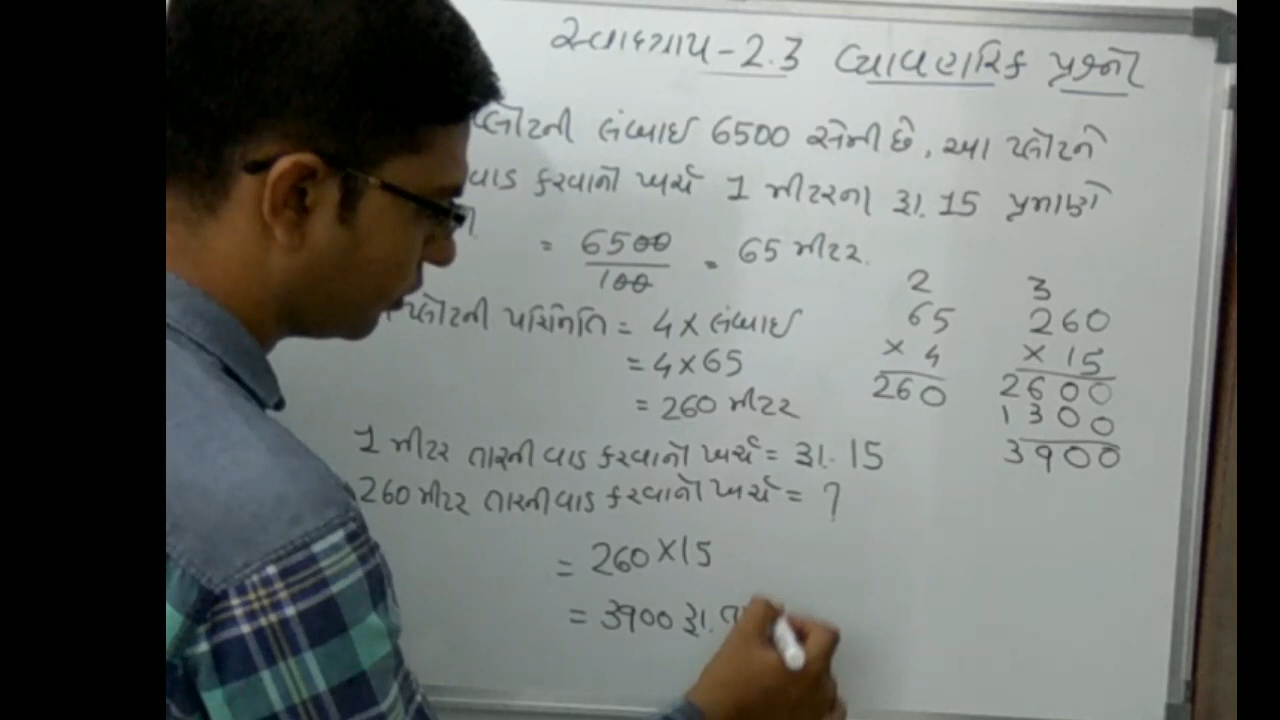 સ્વાધ્યાય - 2.3 વ્યાવહારિક પ્રશ્નો
પ્લોટની લંબાઇ 6500 સેમી છે, આ પ્લોટને
વાડ કરવાનો ખર્ચ 1 મીટરના રૂા. 15 પ્રમાણે
= 6500/100 = 65 મીટર.
પ્લોટની પરિમિતિ = 4 × લંબાઇ
= 4 × 65
= 260 મીટર
2
65
× 4
260
3
260
× 15
2600
1300
3900
1 મીટર તારની વાડ કરવાનો ખર્ચ = રૂા. 15
260 મીટર તારની વાડ કરવાનો ખર્ચ = ?
= 260 × 15
= 3900 રૂા.